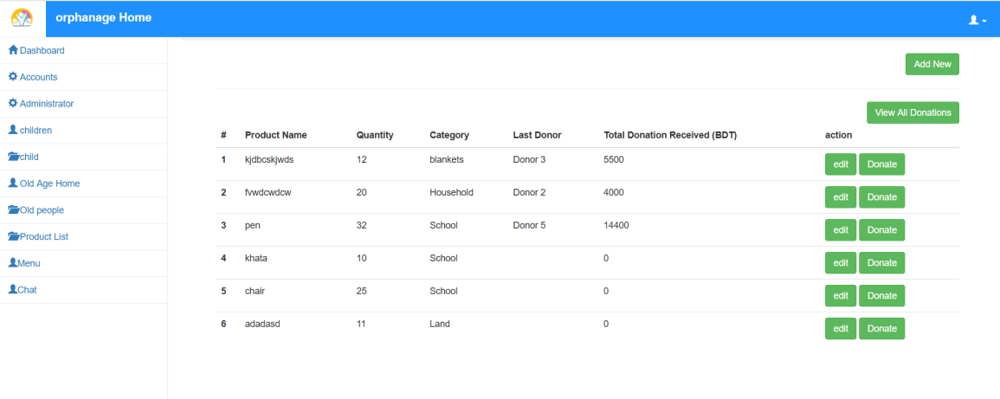 orphanage Home
Dashboard
Accounts
Administrator
children
child
Old Age Home
Old people
Product List
Menu
Chat
Add New
View All Donations
# Product Name Quantity Category Last Donor Total Donation Received (BDT) action
1 kjdbcskjwds 12 blankets Donor 3 5500 edit Donate
2 fvwdcwdcw 20 Household Donor 2 4000 edit Donate
3 pen 32 School Donor 5 14400 edit Donate
4 khata 10 School 0 edit Donate
5 chair 25 School 0 edit Donate
6 adadasd 11 Land 0 edit Donate